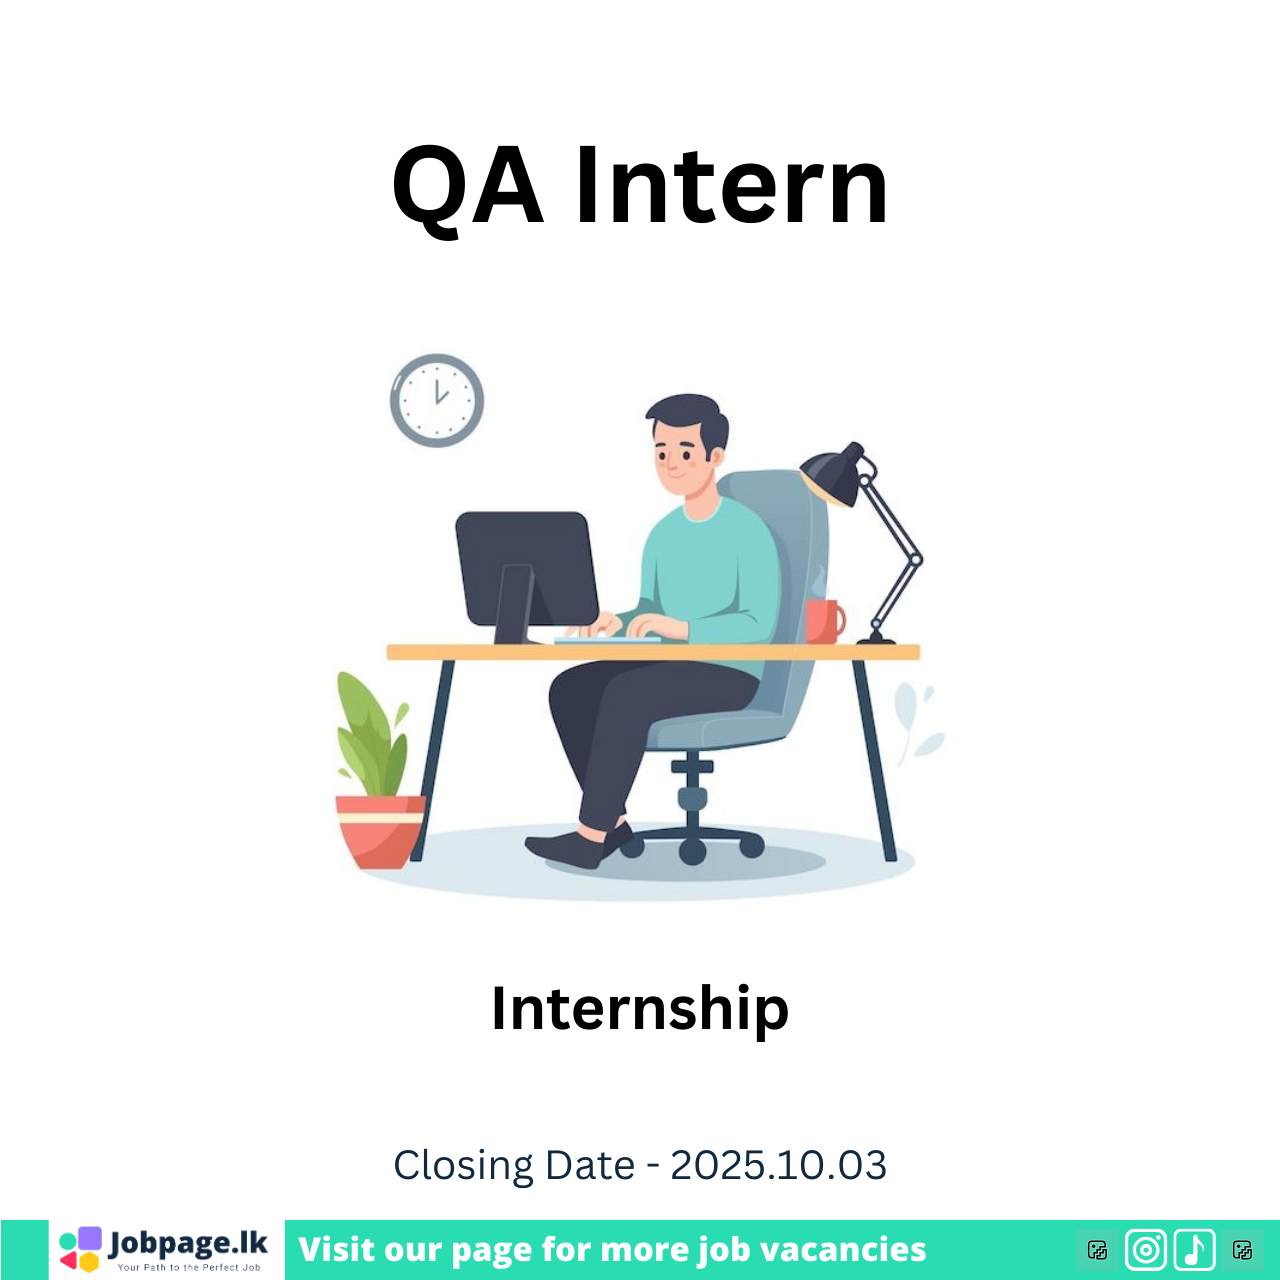 QA Intern
Internship
Closing Date - 2025.10.03
Jobpage.lk
Your Path to the Perfect Job
Visit our page for more job vacancies